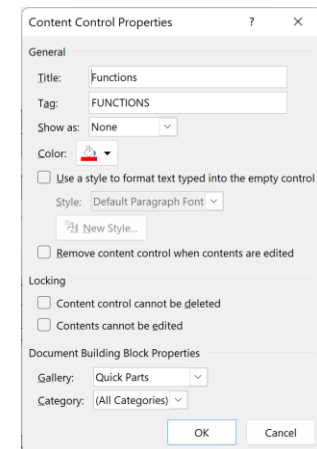 Content Control Properties ? ×
General
Title: Functions
Tag: FUNCTIONS
Show as: None
Color:
Use a style to format text typed into the empty control
Style: Default Paragraph Font
New Style...
Remove content control when contents are edited
Locking
Content control cannot be deleted
Contents cannot be edited
Document Building Block Properties
Gallery: Quick Parts
Category: (All Categories)
OK Cancel